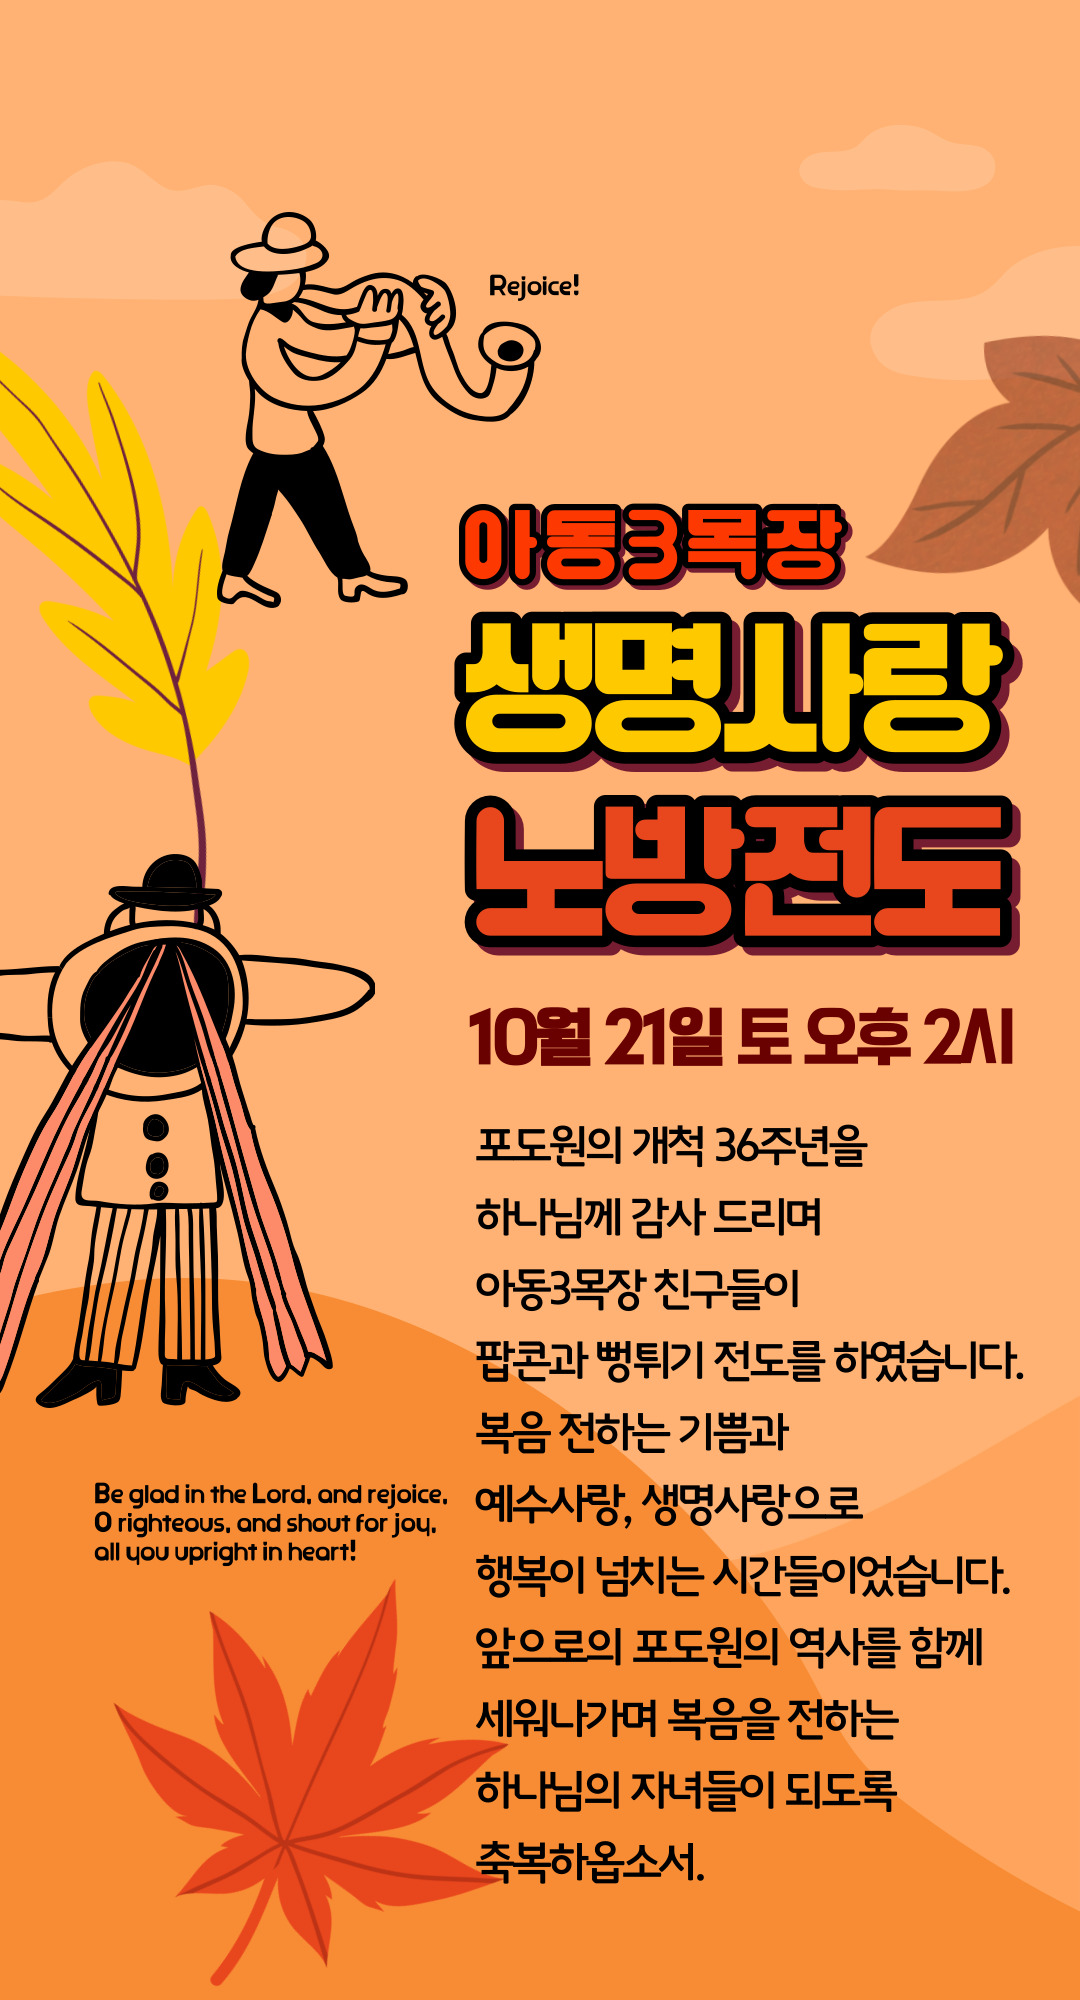 Rejoice!
아동3목장
생명사랑
노방전도
10월 21일 토 오후 2시
포도원의 개척 36주년을
하나님께 감사 드리며
아동3목장 친구들이
팝콘과 뻥튀기 전도를 하였습니다.
복음 전하는 기쁨과
예수사랑, 생명사랑으로
행복이 넘치는 시간들이었습니다.
앞으로의 포도원의 역사를 함께
세워나가며 복음을 전하는
하나님의 자녀들이 되도록
축복하옵소서.
Be glad in the Lord, and rejoice,
O righteous, and shout for joy,
all you upright in heart!